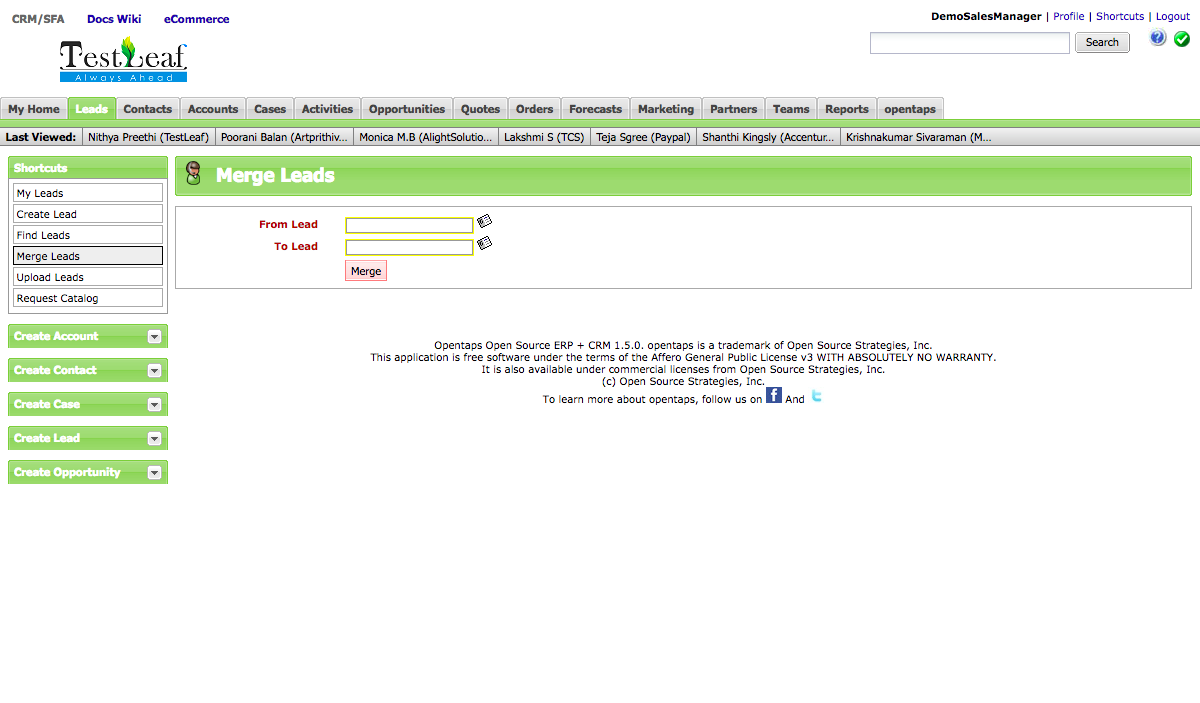 CRM/SFA Docs Wiki eCommerce
DemoSalesManager | Profile | Shortcuts | Logout
TestLeaf
Always Ahead
Search
My Home Leads Contacts Accounts Cases Activities Opportunities Quotes Orders Forecasts Marketing Partners Teams Reports opentaps
Last Viewed: Nithya Preethi (TestLeaf) Poorani Balan (Artprithiv... Monica M.B (AlightSolutio... Lakshmi S (TCS) Teja Sgree (Paypal) Shanthi Kingsly (Accentur... Krishnakumar Sivaraman (M...
Shortcuts
My Leads
Create Lead
Find Leads
Merge Leads
Upload Leads
Request Catalog
Create Account
Create Contact
Create Case
Create Lead
Create Opportunity
Merge Leads
From Lead
To Lead
Merge
Opentaps Open Source ERP + CRM 1.5.0. opentaps is a trademark of Open Source Strategies, Inc.
This application is free software under the terms of the Affero General Public License v3 WITH ABSOLUTELY NO WARRANTY.
It is also available under commercial licenses from Open Source Strategies, Inc.
(c) Open Source Strategies, Inc.
To learn more about opentaps, follow us on f And t